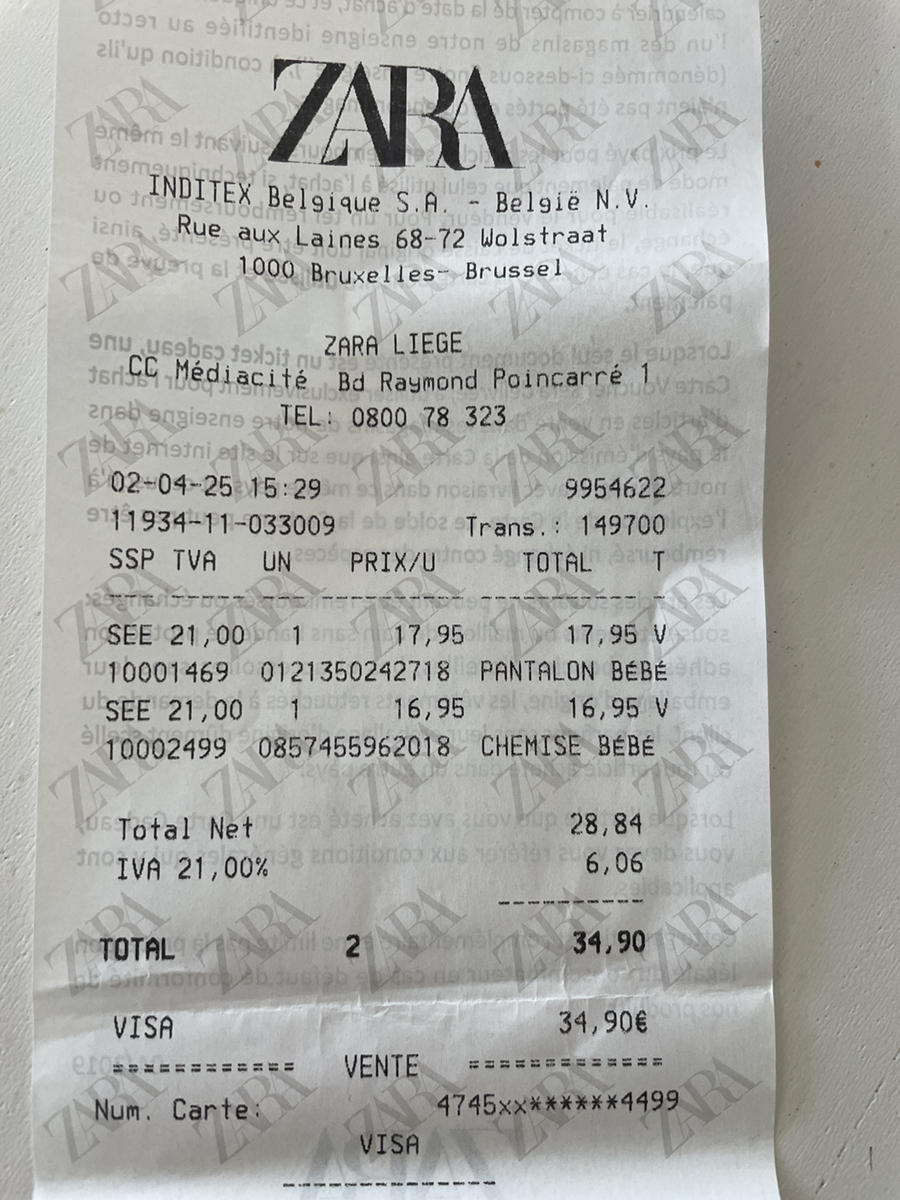 ZARA
INDITEX Belgique S.A. - België N.V.
Rue aux Laines 68-72 Wolstraat
1000 Bruxelles- Brussel
ZARA LIEGE
CC Médiacité Bd Raymond Poincarré 1
TEL: 0800 78 323
02-04-25 15:29 9954622
11934-11-033009 Trans.: 149700
SSP TVA UN PRIX/U TOTAL T
--------------------------------------
SEE 21,00 1 17,95 17,95 V
10001469 0121350242718 PANTALON BÉBÉ
SEE 21,00 1 16,95 16,95 V
10002499 0857455962018 CHEMISE BÉBÉ
Total Net 28,84
IVA 21,00% 6,06
----------
TOTAL 2 34,90
VISA 34,90€
============ VENTE ============
Num. Carte: 4745xx******4499
VISA